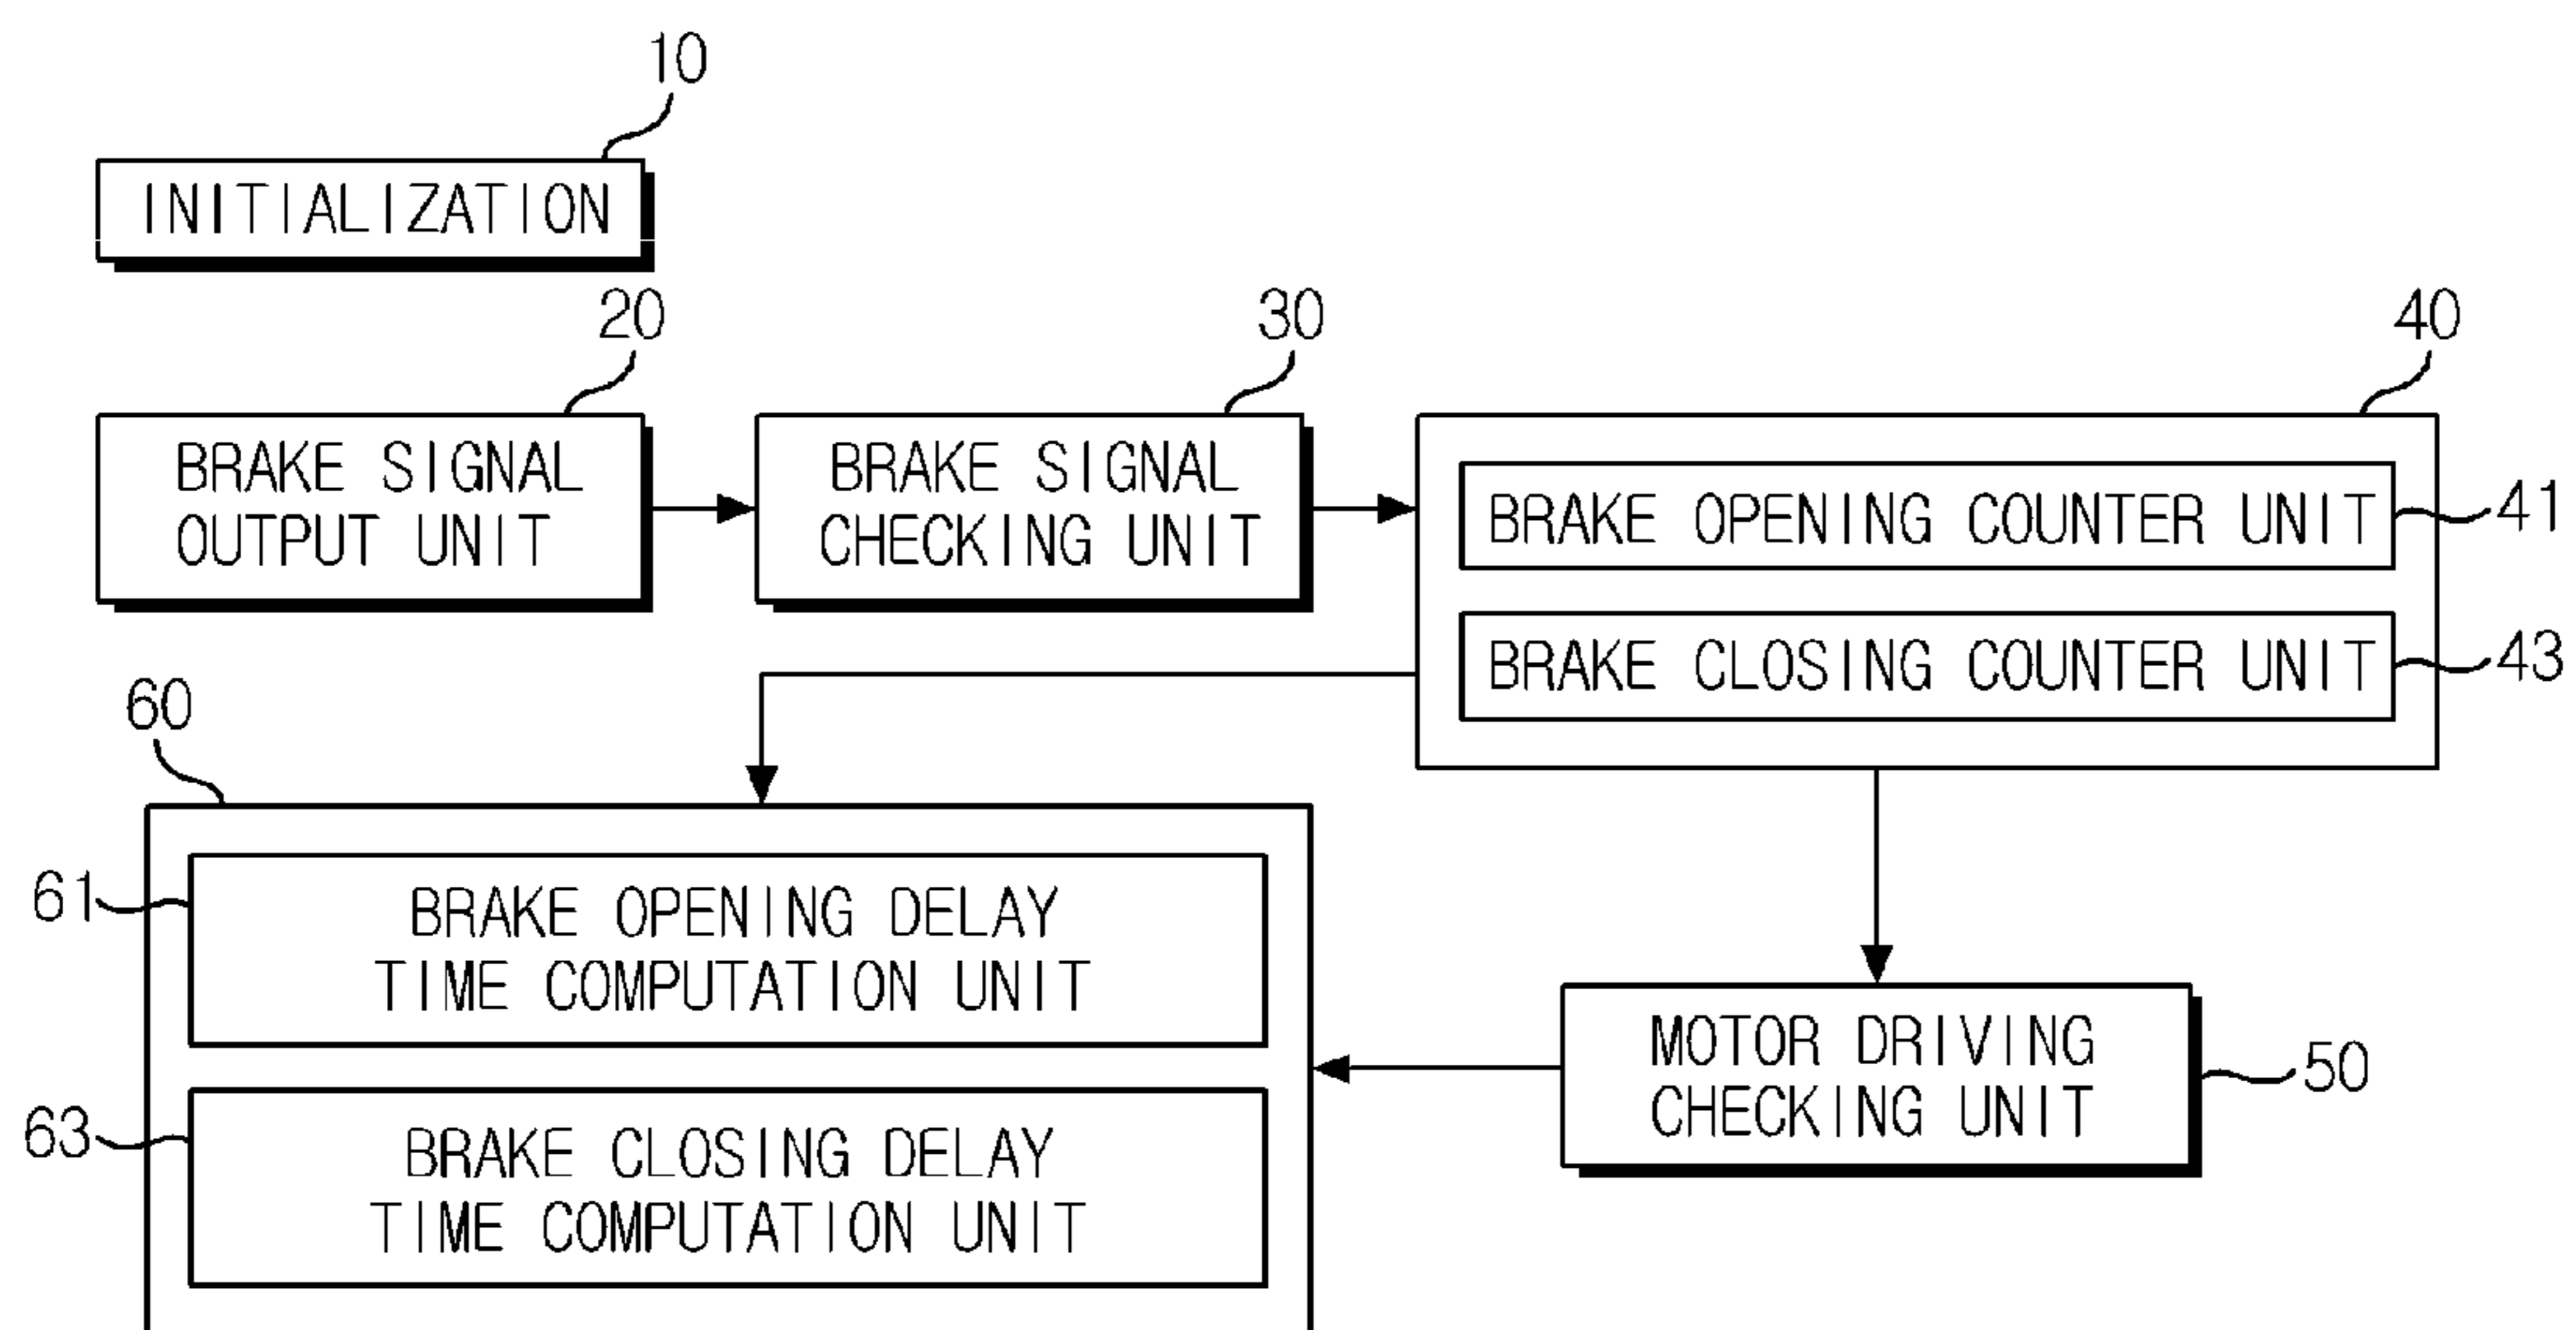 10
INITIALIZATION
20
30
40
BRAKE SIGNAL
OUTPUT UNIT
BRAKE SIGNAL
CHECKING UNIT
BRAKE OPENING COUNTER UNIT
41
BRAKE CLOSING COUNTER UNIT
43
60
61
BRAKE OPENING DELAY
TIME COMPUTATION UNIT
MOTOR DRIVING
CHECKING UNIT
50
63
BRAKE CLOSING DELAY
TIME COMPUTATION UNIT